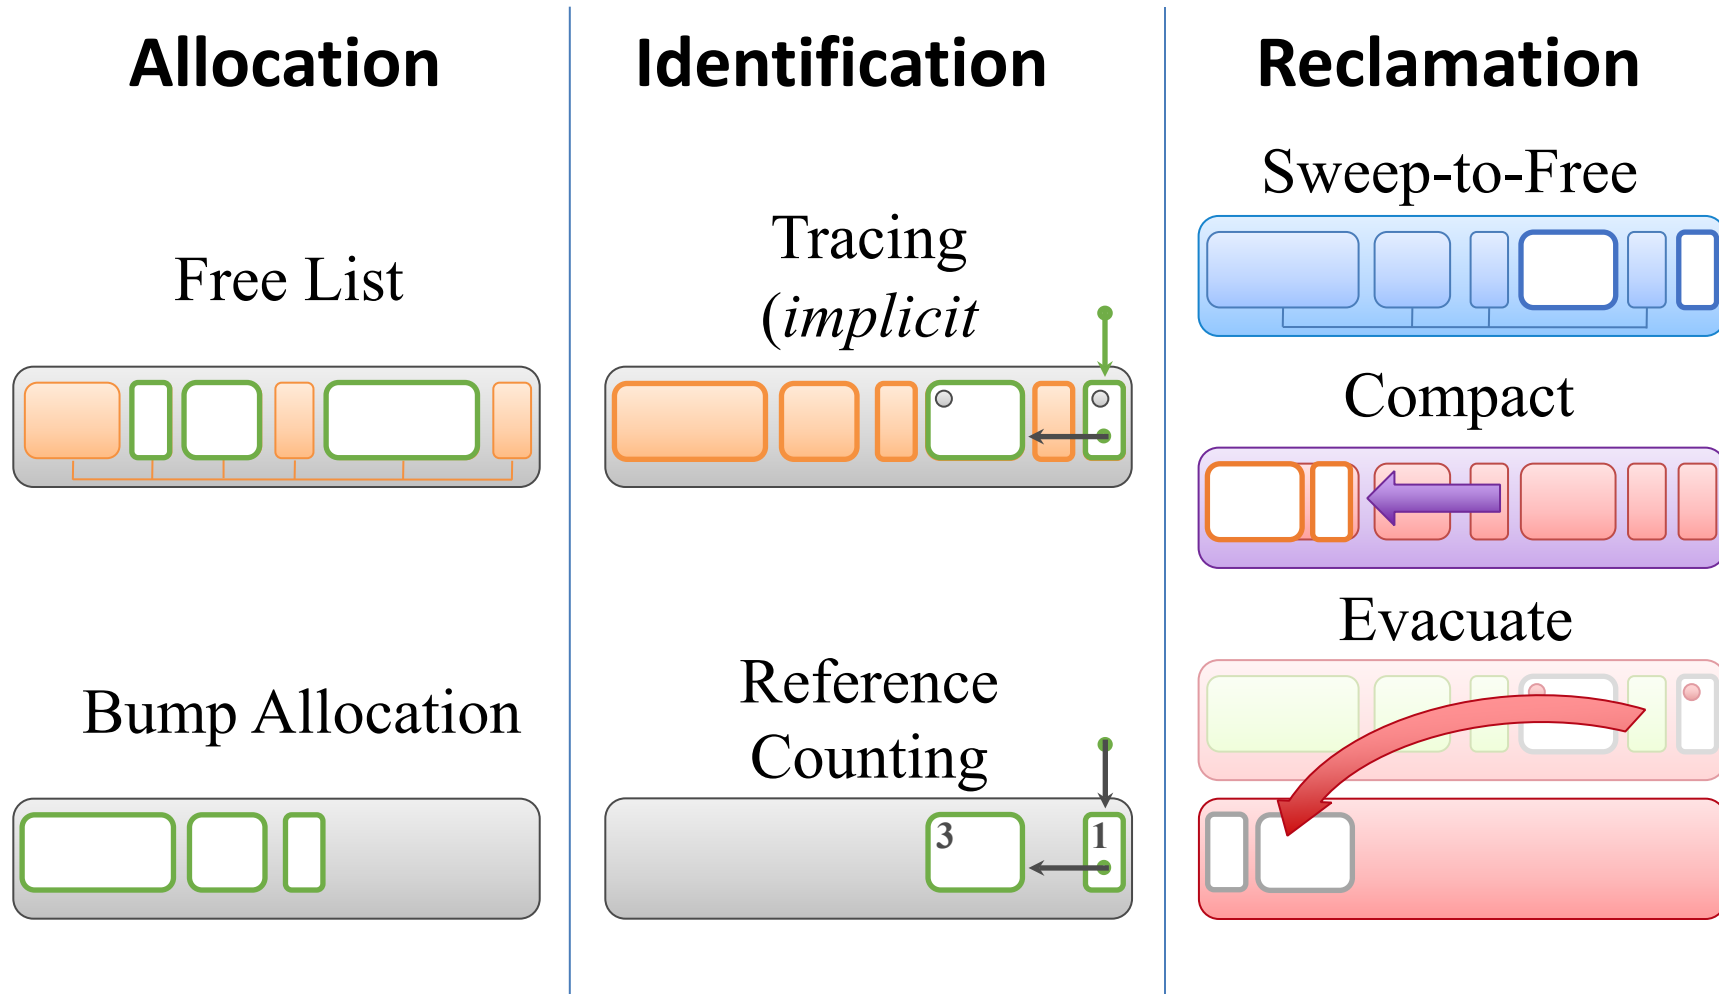 Allocation
Free List
Bump Allocation
Identification
Tracing
(implicit
Reference
Counting
3
1
Reclamation
Sweep-to-Free
Compact
Evacuate